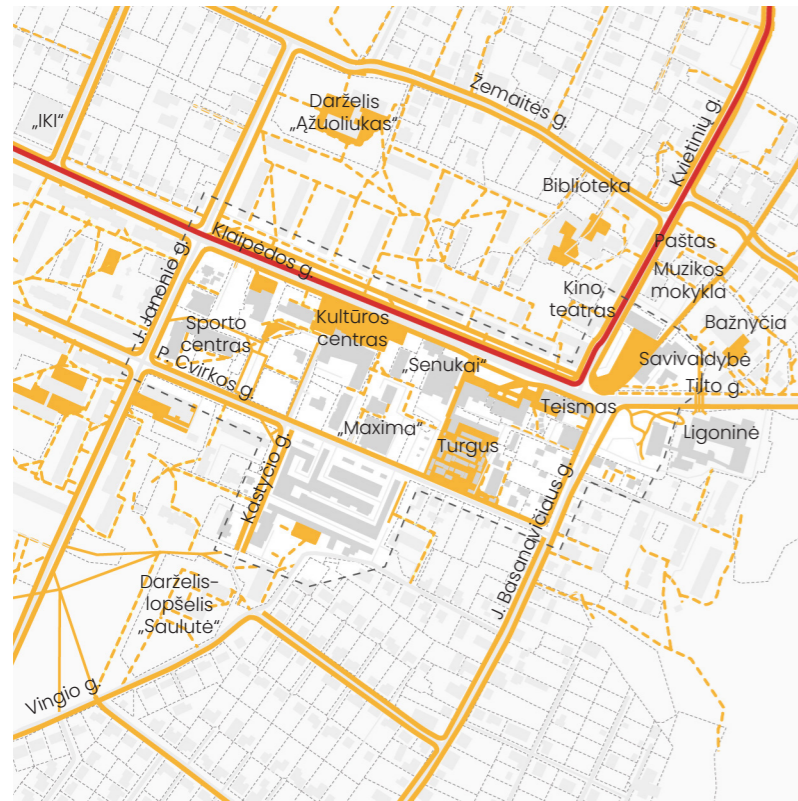 Žemaitės g.
Kvietinių g.
Darželis
„Ąžuoliukas“
„IKI“
Biblioteka
Klaipėdos g.
J. Janonio g.
Paštas
Muzikos
mokykla
Kino
teatras
Bažnyčia
Sporto
centras
Kultūros
centras
Savivaldybė
P. Cvirkos g.
„Senukai“
Tilto g.
Teismas
„Maxima“
Turgus
Ligoninė
Kastyčio g.
J. Basanavičiaus g.
Darželis-
lopšelis
„Saulutė“
Vingio g.